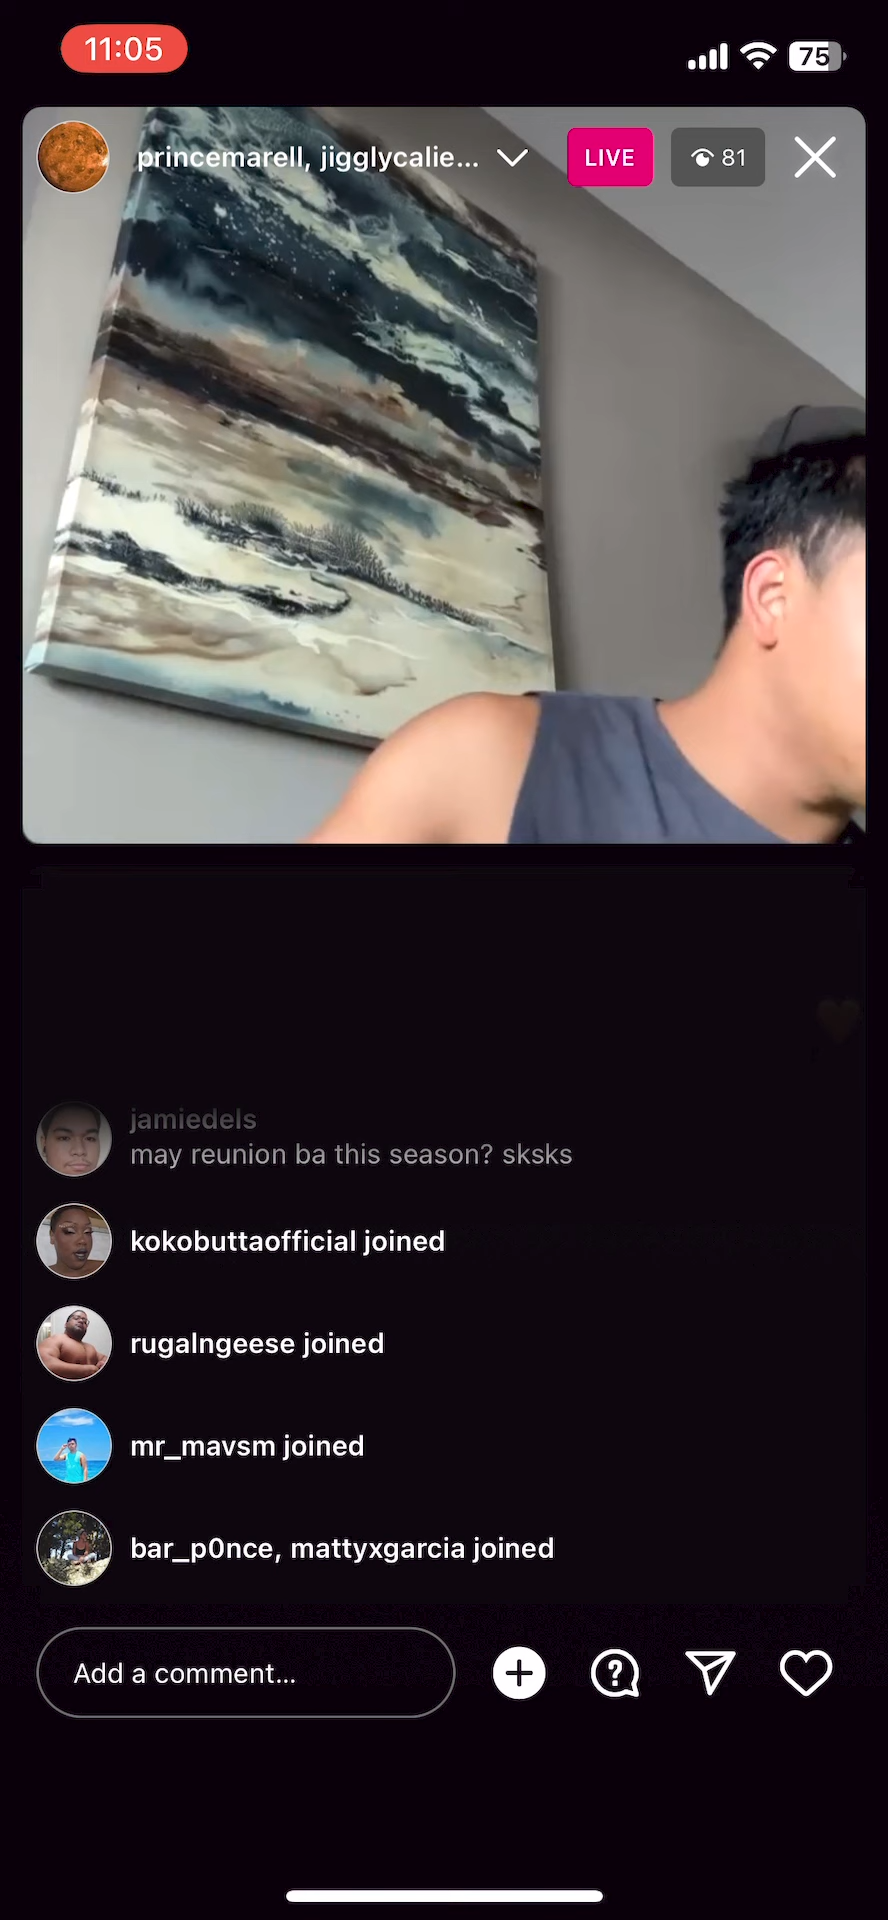 11:05
75
princemarell, jigglycalie...
LIVE
81
jamiedels
may reunion ba this season? sksks
kokobuttaofficial joined
rugalngeese joined
mr_mavsm joined
bar_p0nce, mattyxgarcia joined
Add a comment...